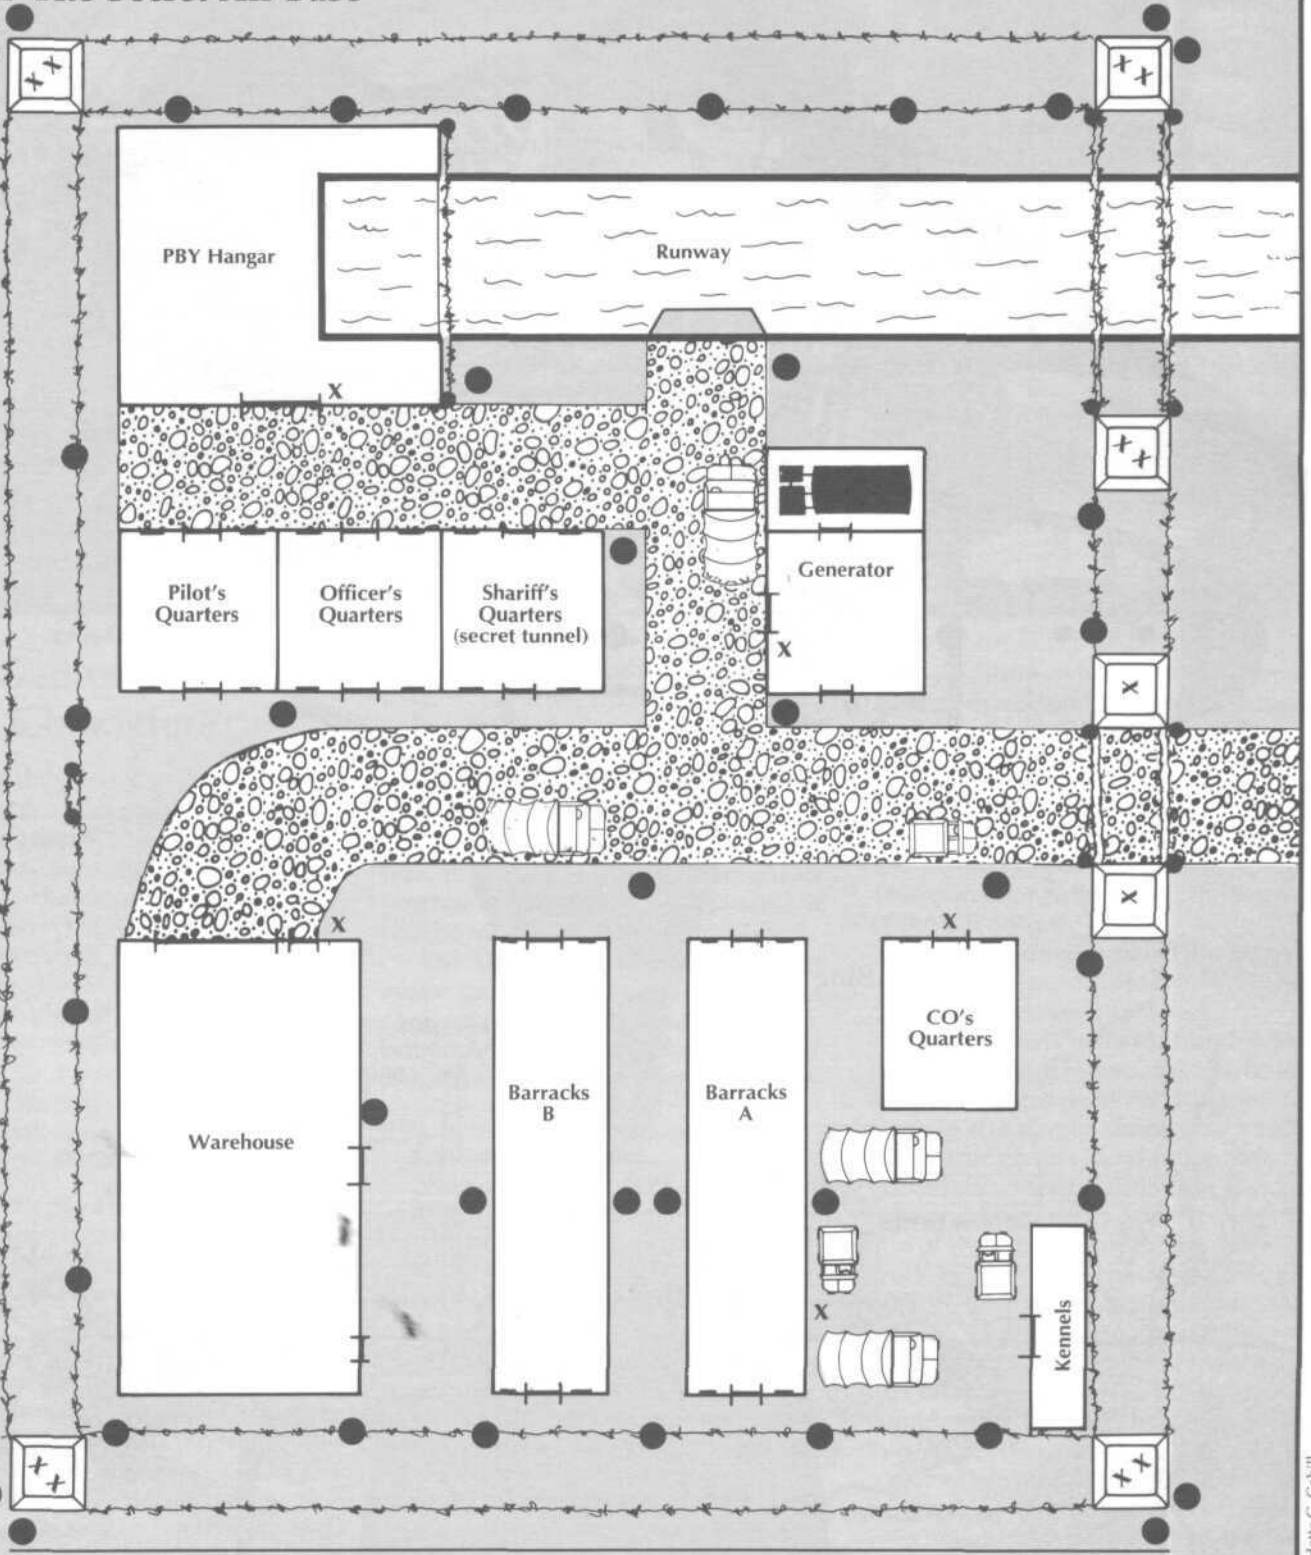 PBY Hangar
Runway
X
Pilot's
Quarters
Officer's
Quarters
Shariff's
Quarters
(secret tunnel)
Generator
X
X
X
CO's
Quarters
Barracks
B
Barracks
A
Warehouse
X
Kennels